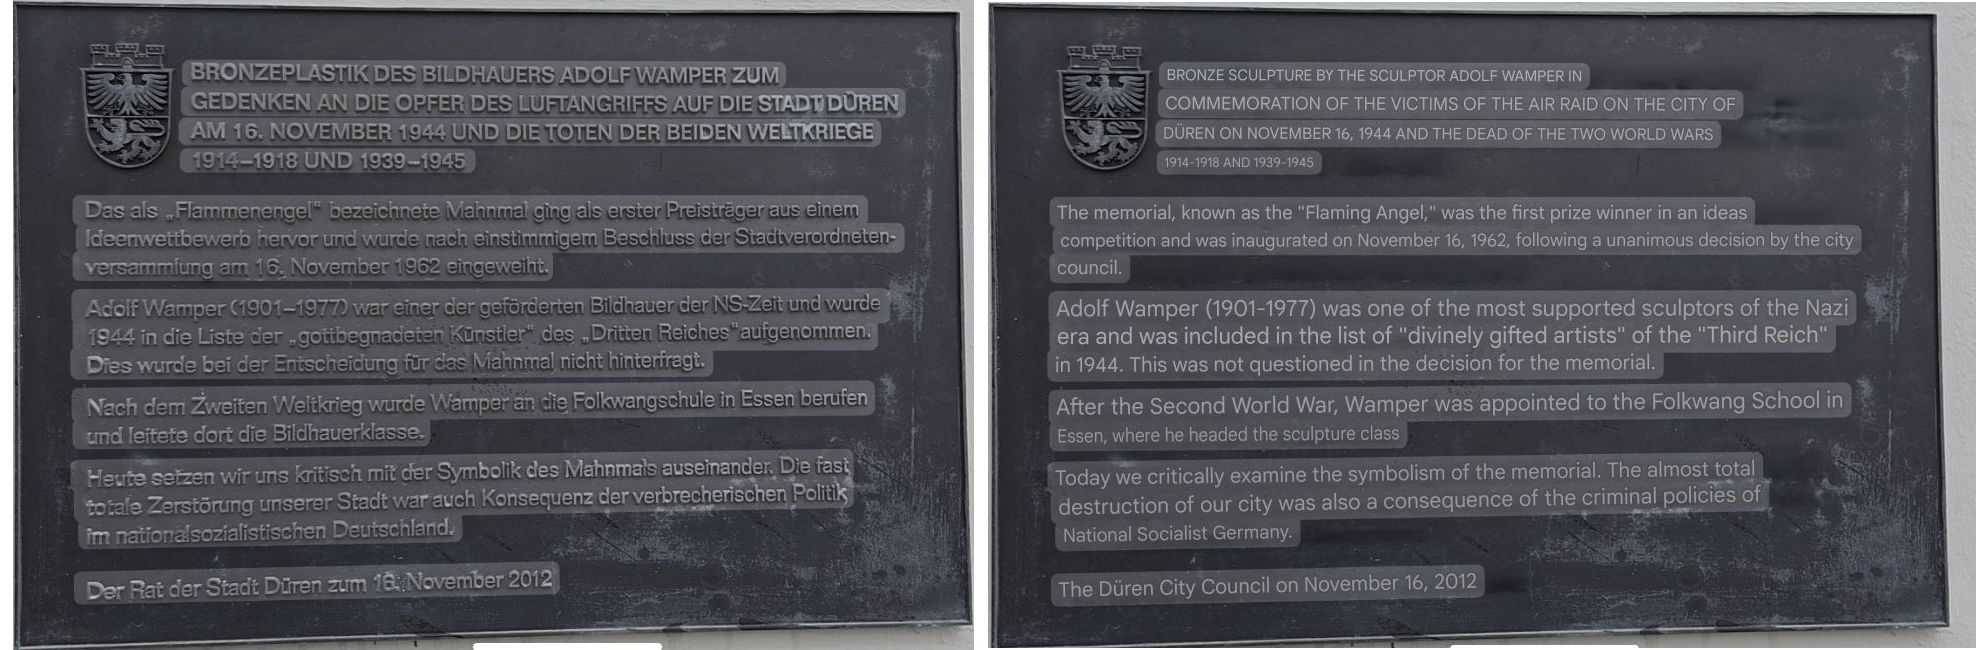 BRONZEPLASTIK DES BILDHAUERS ADOLF WAMPER ZUM
GEDENKEN AN DIE OPFER DES LUFTANGRIFFS AUF DIE STADT DÜREN
AM 16. NOVEMBER 1944 UND DIE TOTEN DER BEIDEN WELTKRIEGE
1914–1918 UND 1939–1945
Das als „Flammenengel“ bezeichnete Mahnmal ging als erster Preisträger aus einem
Ideenwettbewerb hervor und wurde nach einstimmigem Beschluss der Stadtverordneten-
versammlung am 16. November 1962 eingeweiht.
Adolf Wamper (1901–1977) war einer der geförderten Bildhauer der NS-Zeit und wurde
1944 in die Liste der „gottbegnadeten Künstler“ des „Dritten Reiches“ aufgenommen.
Dies wurde bei der Entscheidung für das Mahnmal nicht hinterfragt.
Nach dem Zweiten Weltkrieg wurde Wamper an die Folkwangschule in Essen berufen
und leitete dort die Bildhauerklasse.
Heute setzen wir uns kritisch mit der Symbolik des Mahnmals auseinander. Die fast
totale Zerstörung unserer Stadt war auch Konsequenz der verbrecherischen Politik
im nationalsozialistischen Deutschland.
Der Rat der Stadt Düren zum 16. November 2012
BRONZE SCULPTURE BY THE SCULPTOR ADOLF WAMPER IN
COMMEMORATION OF THE VICTIMS OF THE AIR RAID ON THE CITY OF
DÜREN ON NOVEMBER 16, 1944 AND THE DEAD OF THE TWO WORLD WARS
1914-1918 AND 1939-1945
The memorial, known as the "Flaming Angel," was the first prize winner in an ideas
competition and was inaugurated on November 16, 1962, following a unanimous decision by the city
council.
Adolf Wamper (1901-1977) was one of the most supported sculptors of the Nazi
era and was included in the list of "divinely gifted artists" of the "Third Reich"
in 1944. This was not questioned in the decision for the memorial.
After the Second World War, Wamper was appointed to the Folkwang School in
Essen, where he headed the sculpture class
Today we critically examine the symbolism of the memorial. The almost total
destruction of our city was also a consequence of the criminal policies of
National Socialist Germany.
The Düren City Council on November 16, 2012